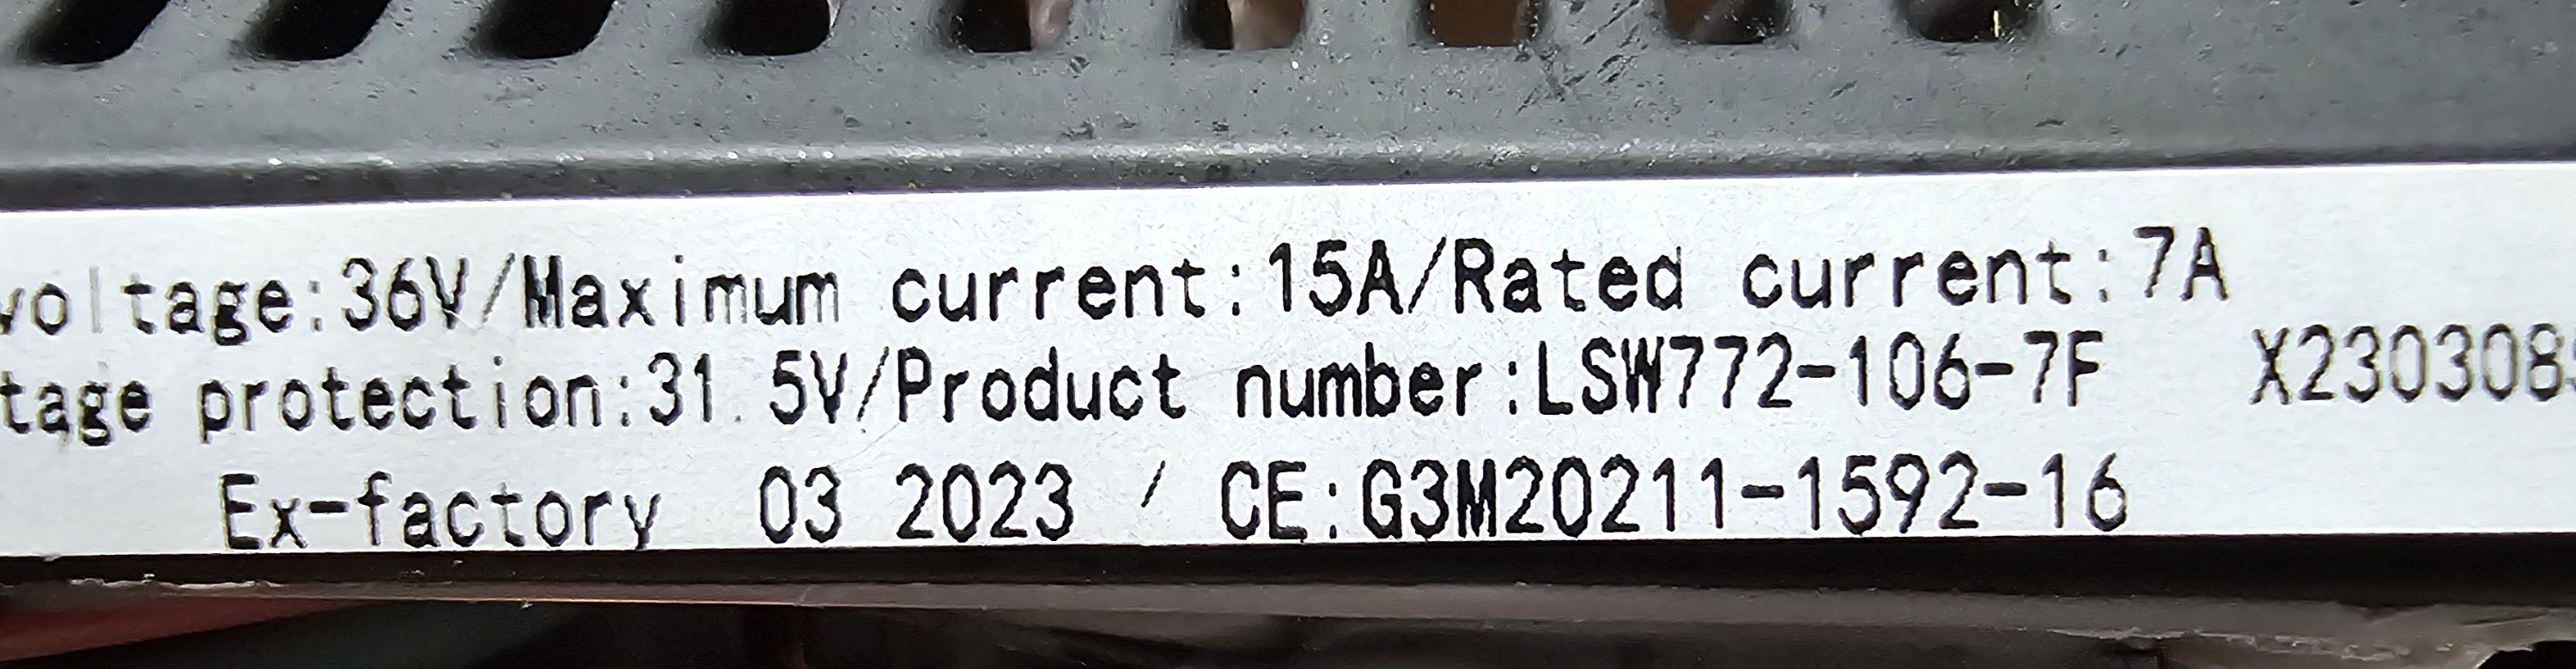 voltage:36V/Maximum current:15A/Rated current:7A
tage protection:31.5V/Product number:LSW772-106-7F X230308
Ex-factory 03 2023 / CE:G3M20211-1592-16